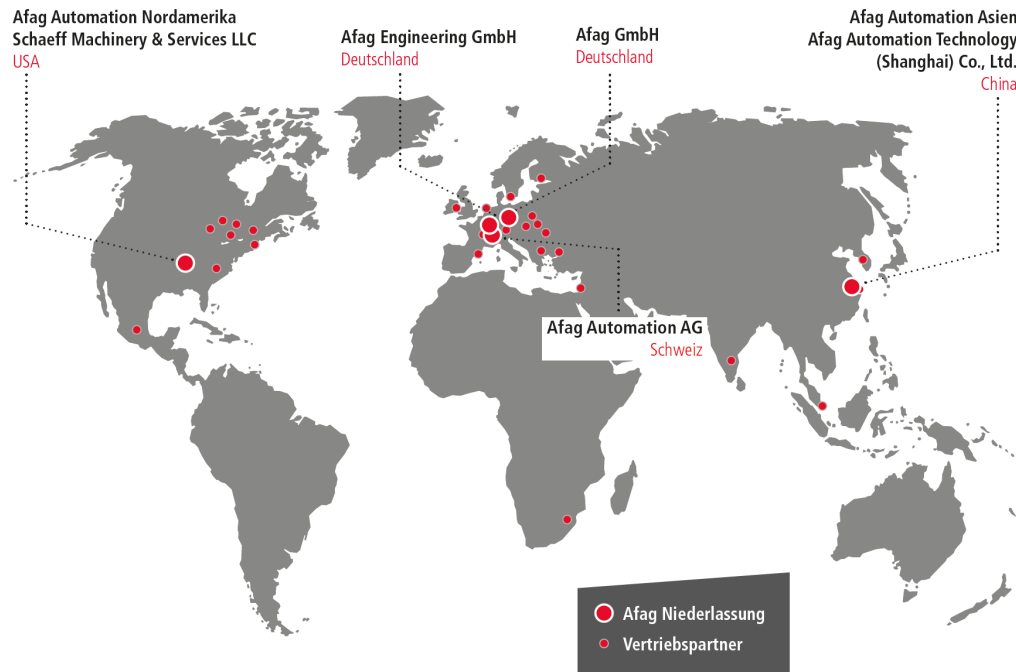 Afag Automation Nordamerika
Schaeff Machinery & Services LLC
USA
Afag Engineering GmbH
Deutschland
Afag GmbH
Deutschland
Afag Automation Asien
Afag Automation Technology
(Shanghai) Co., Ltd.
China
Afag Automation AG
Schweiz
Afag Niederlassung
Vertriebspartner